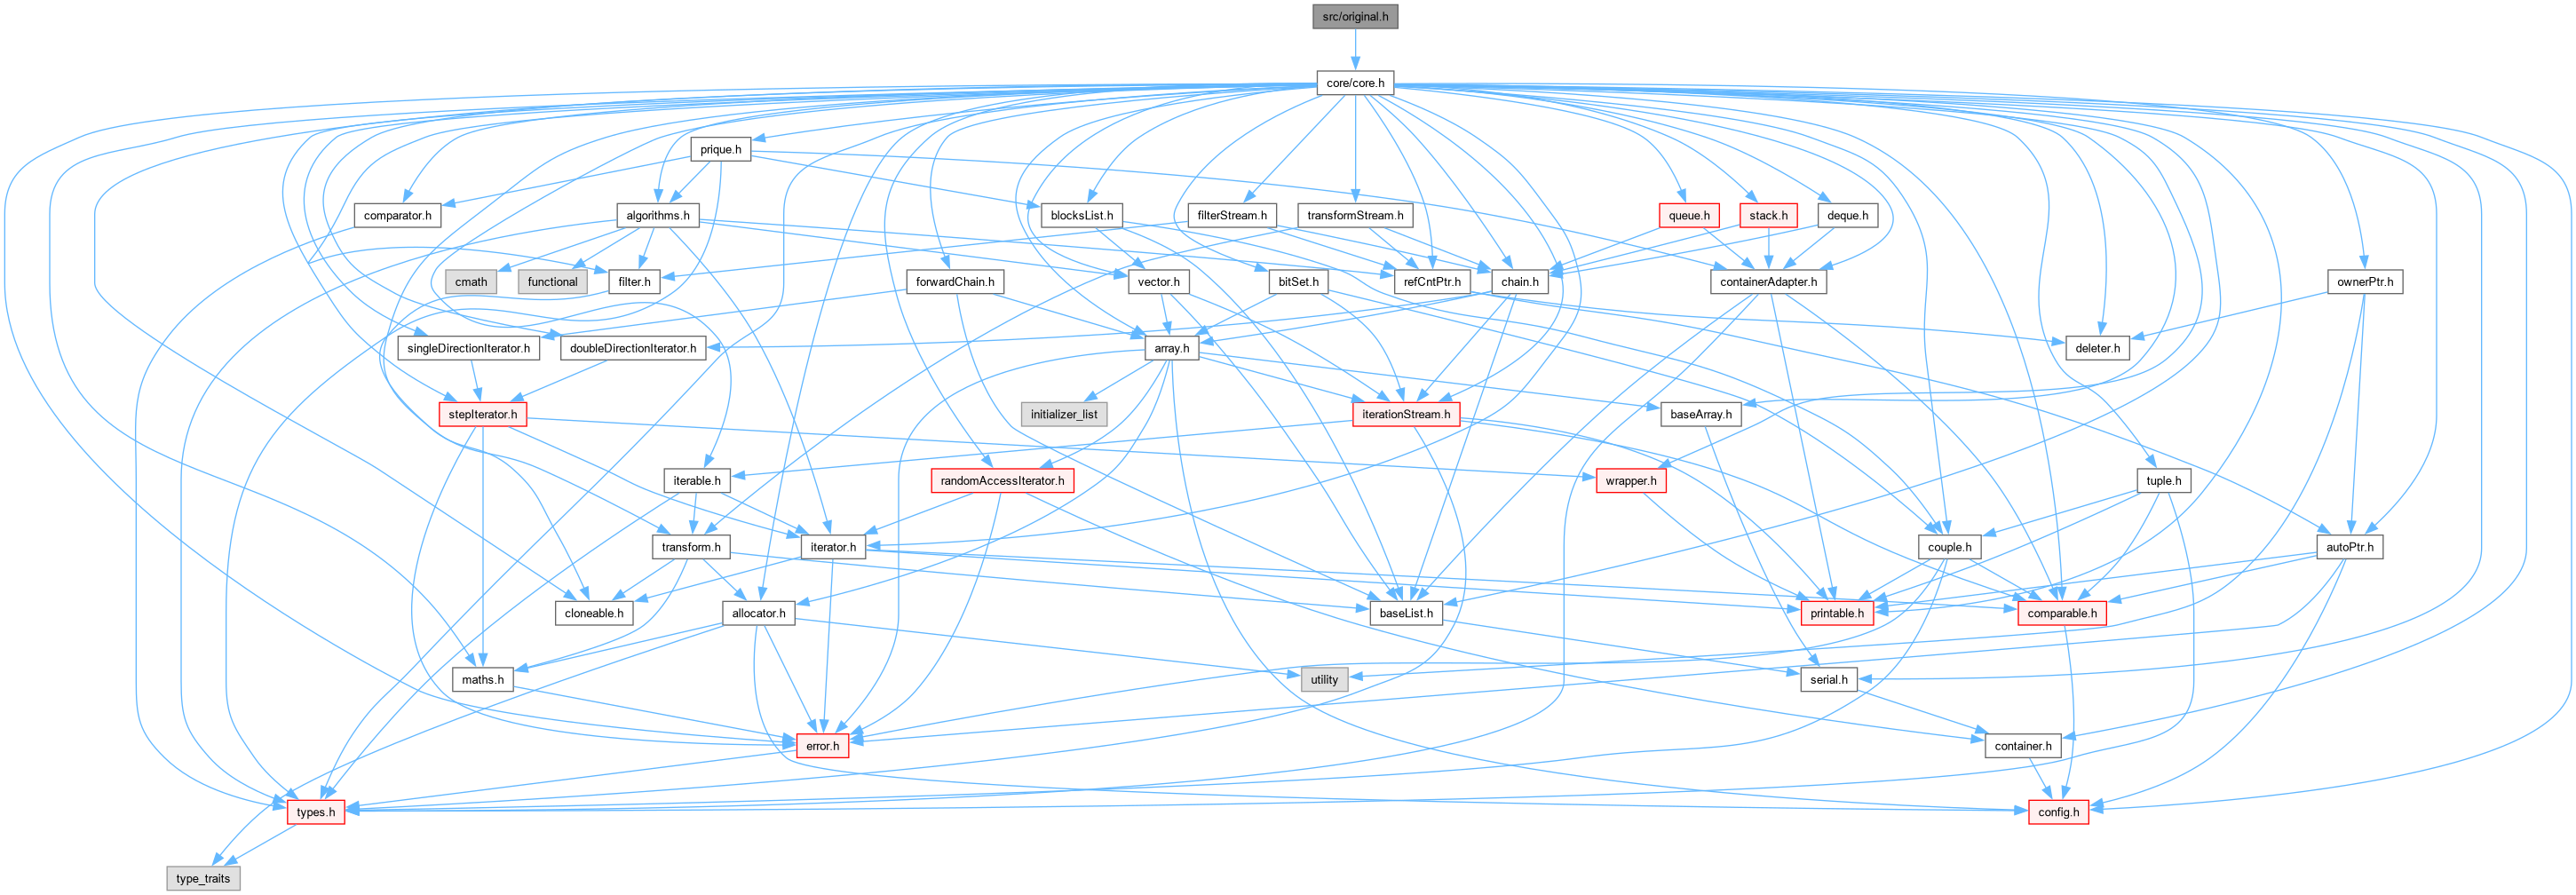 src/original.h
core/core.h
prique.h
comparator.h
algorithms.h
blocksList.h
filterStream.h
transformStream.h
queue.h
stack.h
deque.h
cmath
functional
filter.h
forwardChain.h
vector.h
bitSet.h
refCntPtr.h
chain.h
containerAdapter.h
ownerPtr.h
singleDirectionIterator.h
doubleDirectionIterator.h
array.h
deleter.h
stepIterator.h
initializer_list
iterationStream.h
baseArray.h
iterable.h
randomAccessIterator.h
wrapper.h
tuple.h
transform.h
iterator.h
couple.h
autoPtr.h
cloneable.h
allocator.h
baseList.h
printable.h
comparable.h
maths.h
utility
serial.h
error.h
container.h
types.h
config.h
type_traits